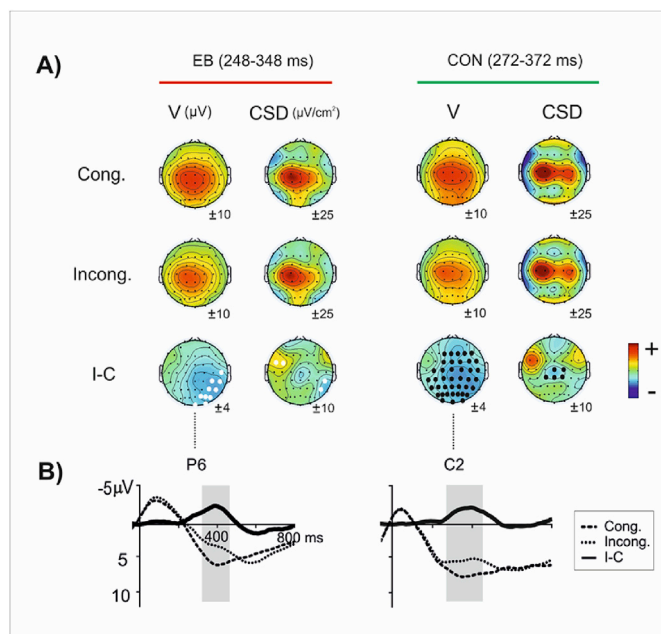 A)
EB (248-348 ms)
CON (272-372 ms)
V (µV)
CSD (µV/cm²)
V
CSD
Cong.
±10
±25
±10
±25
Incong.
±10
±25
±10
±25
I-C
±4
±10
±4
±10
+
-
B)
P6
C2
-5µV
400
800 ms
5
10
Cong.
Incong.
I-C